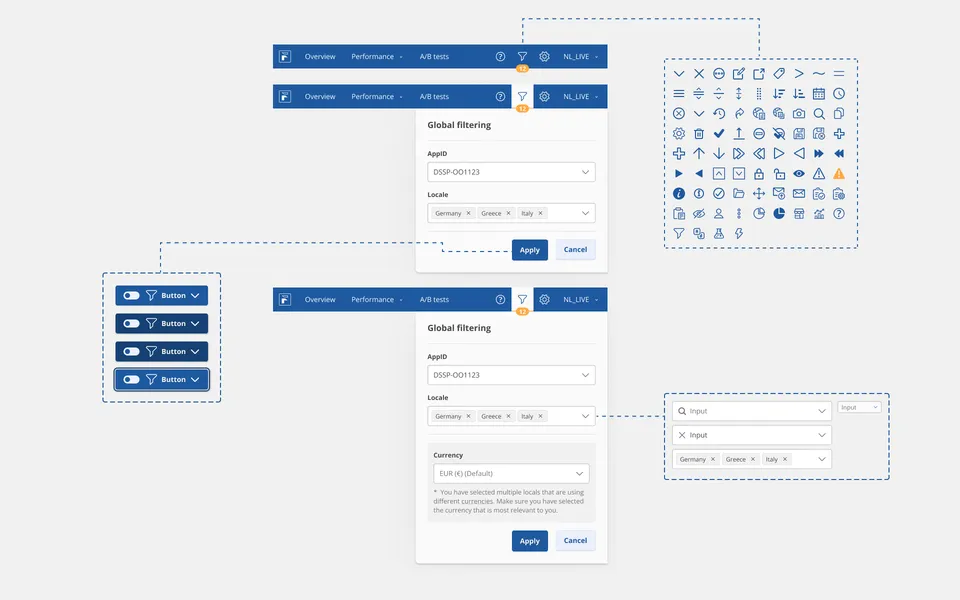 Overview Performance A/B tests NL_LIVE
12
Overview Performance A/B tests NL_LIVE
12
Global filtering
AppID
DSSP-OO1123
Locale
Germany Greece Italy
Apply Cancel
Button
Button
Button
Button
Overview Performance A/B tests NL_LIVE
12
Global filtering
AppID
DSSP-OO1123
Locale
Germany Greece Italy
Currency
EUR (€) (Default)
* You have selected multiple locals that are using
different currencies. Make sure you have selected
the currency that is most relevant to you.
Apply Cancel
Input Input
Input
Germany Greece Italy